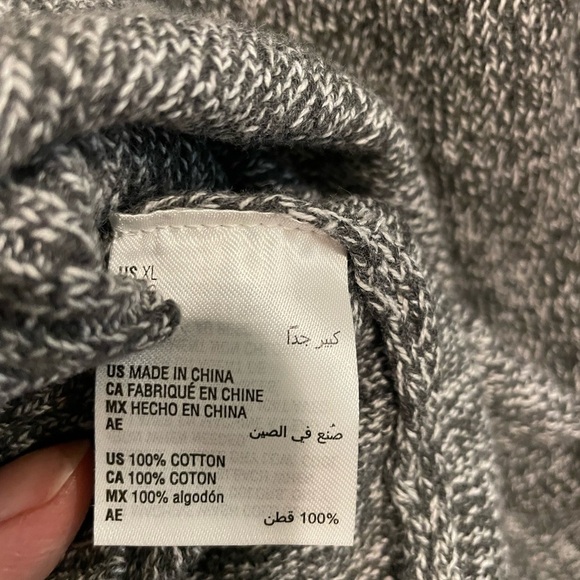 US XL
كبير جدًا
US MADE IN CHINA
CA FABRIQUÉ EN CHINE
MX HECHO EN CHINA
AE صُنع في الصين
US 100% COTTON
CA 100% COTON
MX 100% algodón
AE 100% قطن